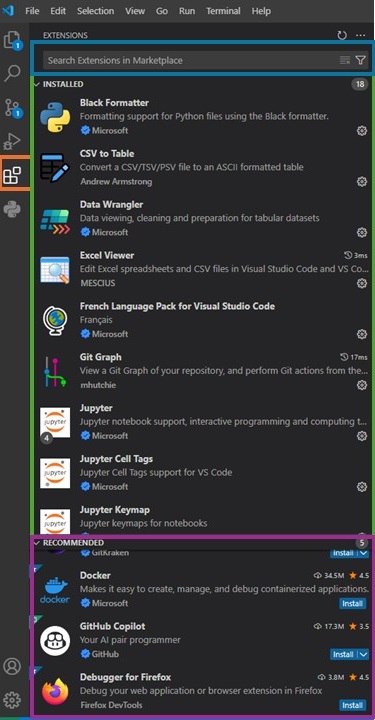 File Edit Selection View Go Run Terminal Help
EXTENSIONS
1
Search Extensions in Marketplace
INSTALLED 18
Black Formatter
Formatting support for Python files using the Black formatter.
Microsoft
1
CSV to Table
Convert a CSV/TSV/PSV file to an ASCII formatted table
Andrew Armstrong
Data Wrangler
Data viewing, cleaning and preparation for tabular datasets
Microsoft
Excel Viewer 3ms
Edit Excel spreadsheets and CSV files in Visual Studio Code and VS Co...
MESCIUS
French Language Pack for Visual Studio Code
Français
Microsoft
Git Graph 17ms
View a Git Graph of your repository, and perform Git actions from the...
mhutchie
jupyter
Jupyter
Jupyter notebook support, interactive programming and computing t...
4
Microsoft
jupyter
Jupyter Cell Tags
Jupyter Cell Tags support for VS Code
Microsoft
jupyter
Jupyter Keymap
Jupyter keymaps for notebooks
RECOMMENDED 5
GitKraken Install
Docker 34.5M 4.5
Makes it easy to create, manage, and debug containerized applications.
docker
Microsoft Install
GitHub Copilot 17.3M 3.5
Your AI pair programmer
GitHub Install
Debugger for Firefox 3.8M 4.5
Debug your web application or browser extension in Firefox
Firefox DevTools Install